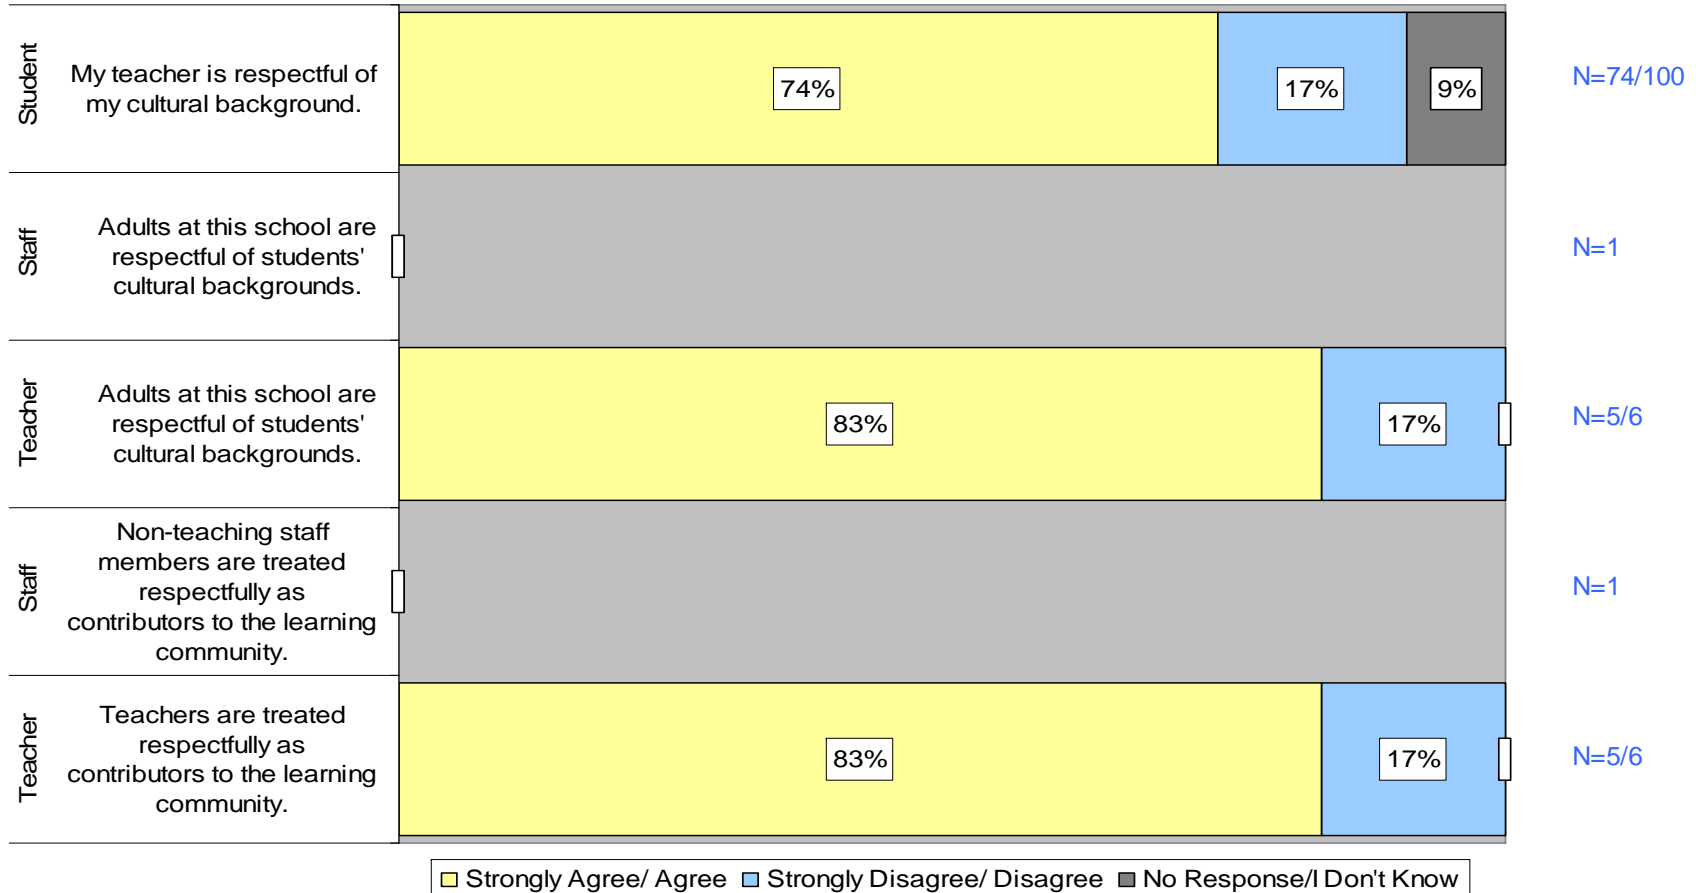 Student
My teacher is respectful of
my cultural background.
74%
17%
9%
N=74/100
Staff
Adults at this school are
respectful of students'
cultural backgrounds.
N=1
Teacher
Adults at this school are
respectful of students'
cultural backgrounds.
83%
17%
N=5/6
Staff
Non-teaching staff
members are treated
respectfully as
contributors to the learning
community.
N=1
Teacher
Teachers are treated
respectfully as
contributors to the learning
community.
83%
17%
N=5/6
Strongly Agree/ Agree Strongly Disagree/ Disagree No Response/I Don't Know